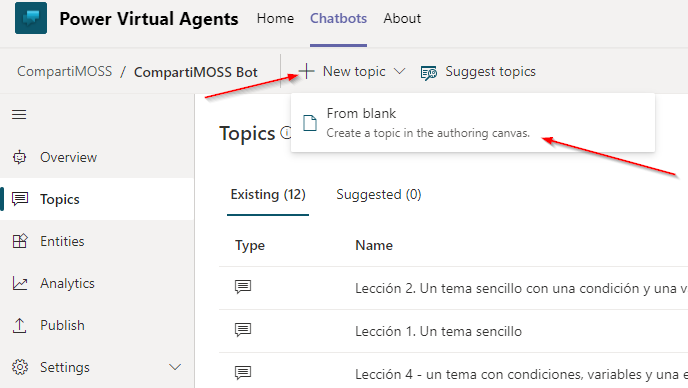 Power Virtual Agents Home Chatbots About
CompartiMOSS / CompartiMOSS Bot New topic Suggest topics
From blank
Create a topic in the authoring canvas.
Topics
Overview
Existing (12) Suggested (0)
Topics
Entities
Type Name
Analytics
Lección 2. Un tema sencillo con una condición y una v
Publish
Lección 1. Un tema sencillo
Settings
Lección 4 - un tema con condiciones, variables y una e